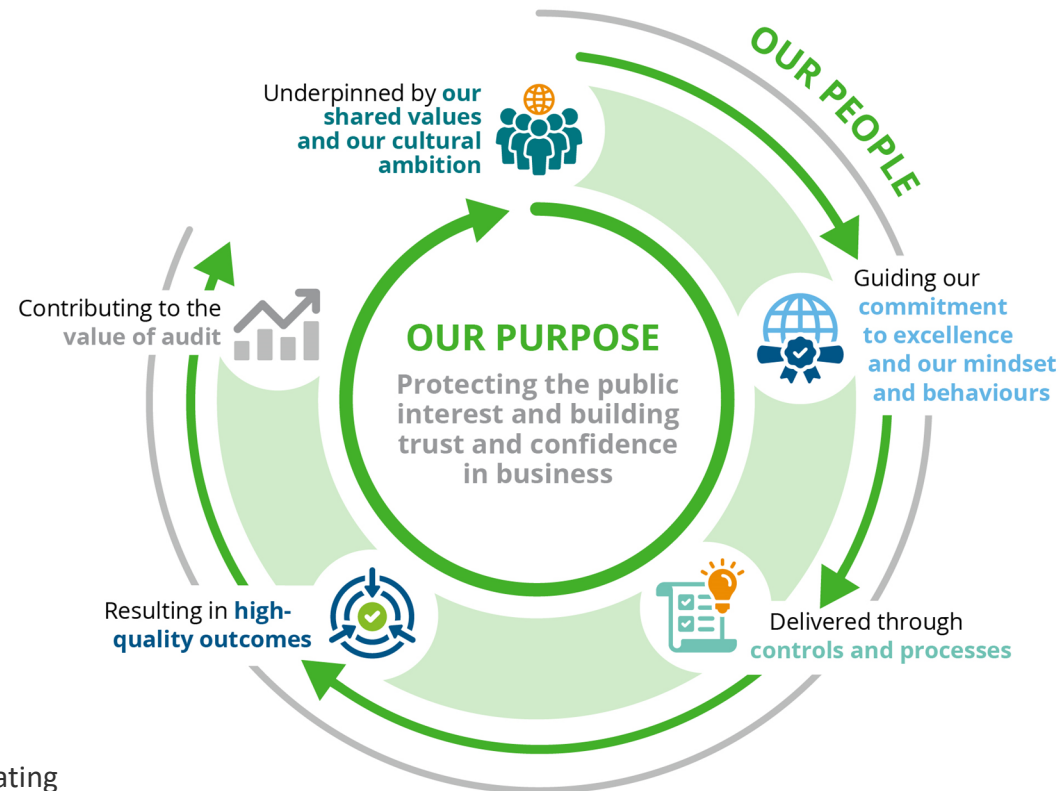 OUR PEOPLE
Underpinned by our
shared values
and our cultural
ambition
Guiding our
commitment
to excellence
and our mindset
and behaviours
Contributing to the
value of audit
OUR PURPOSE
Protecting the public
interest and building
trust and confidence
in business
Resulting in high-
quality outcomes
Delivered through
controls and processes
ating